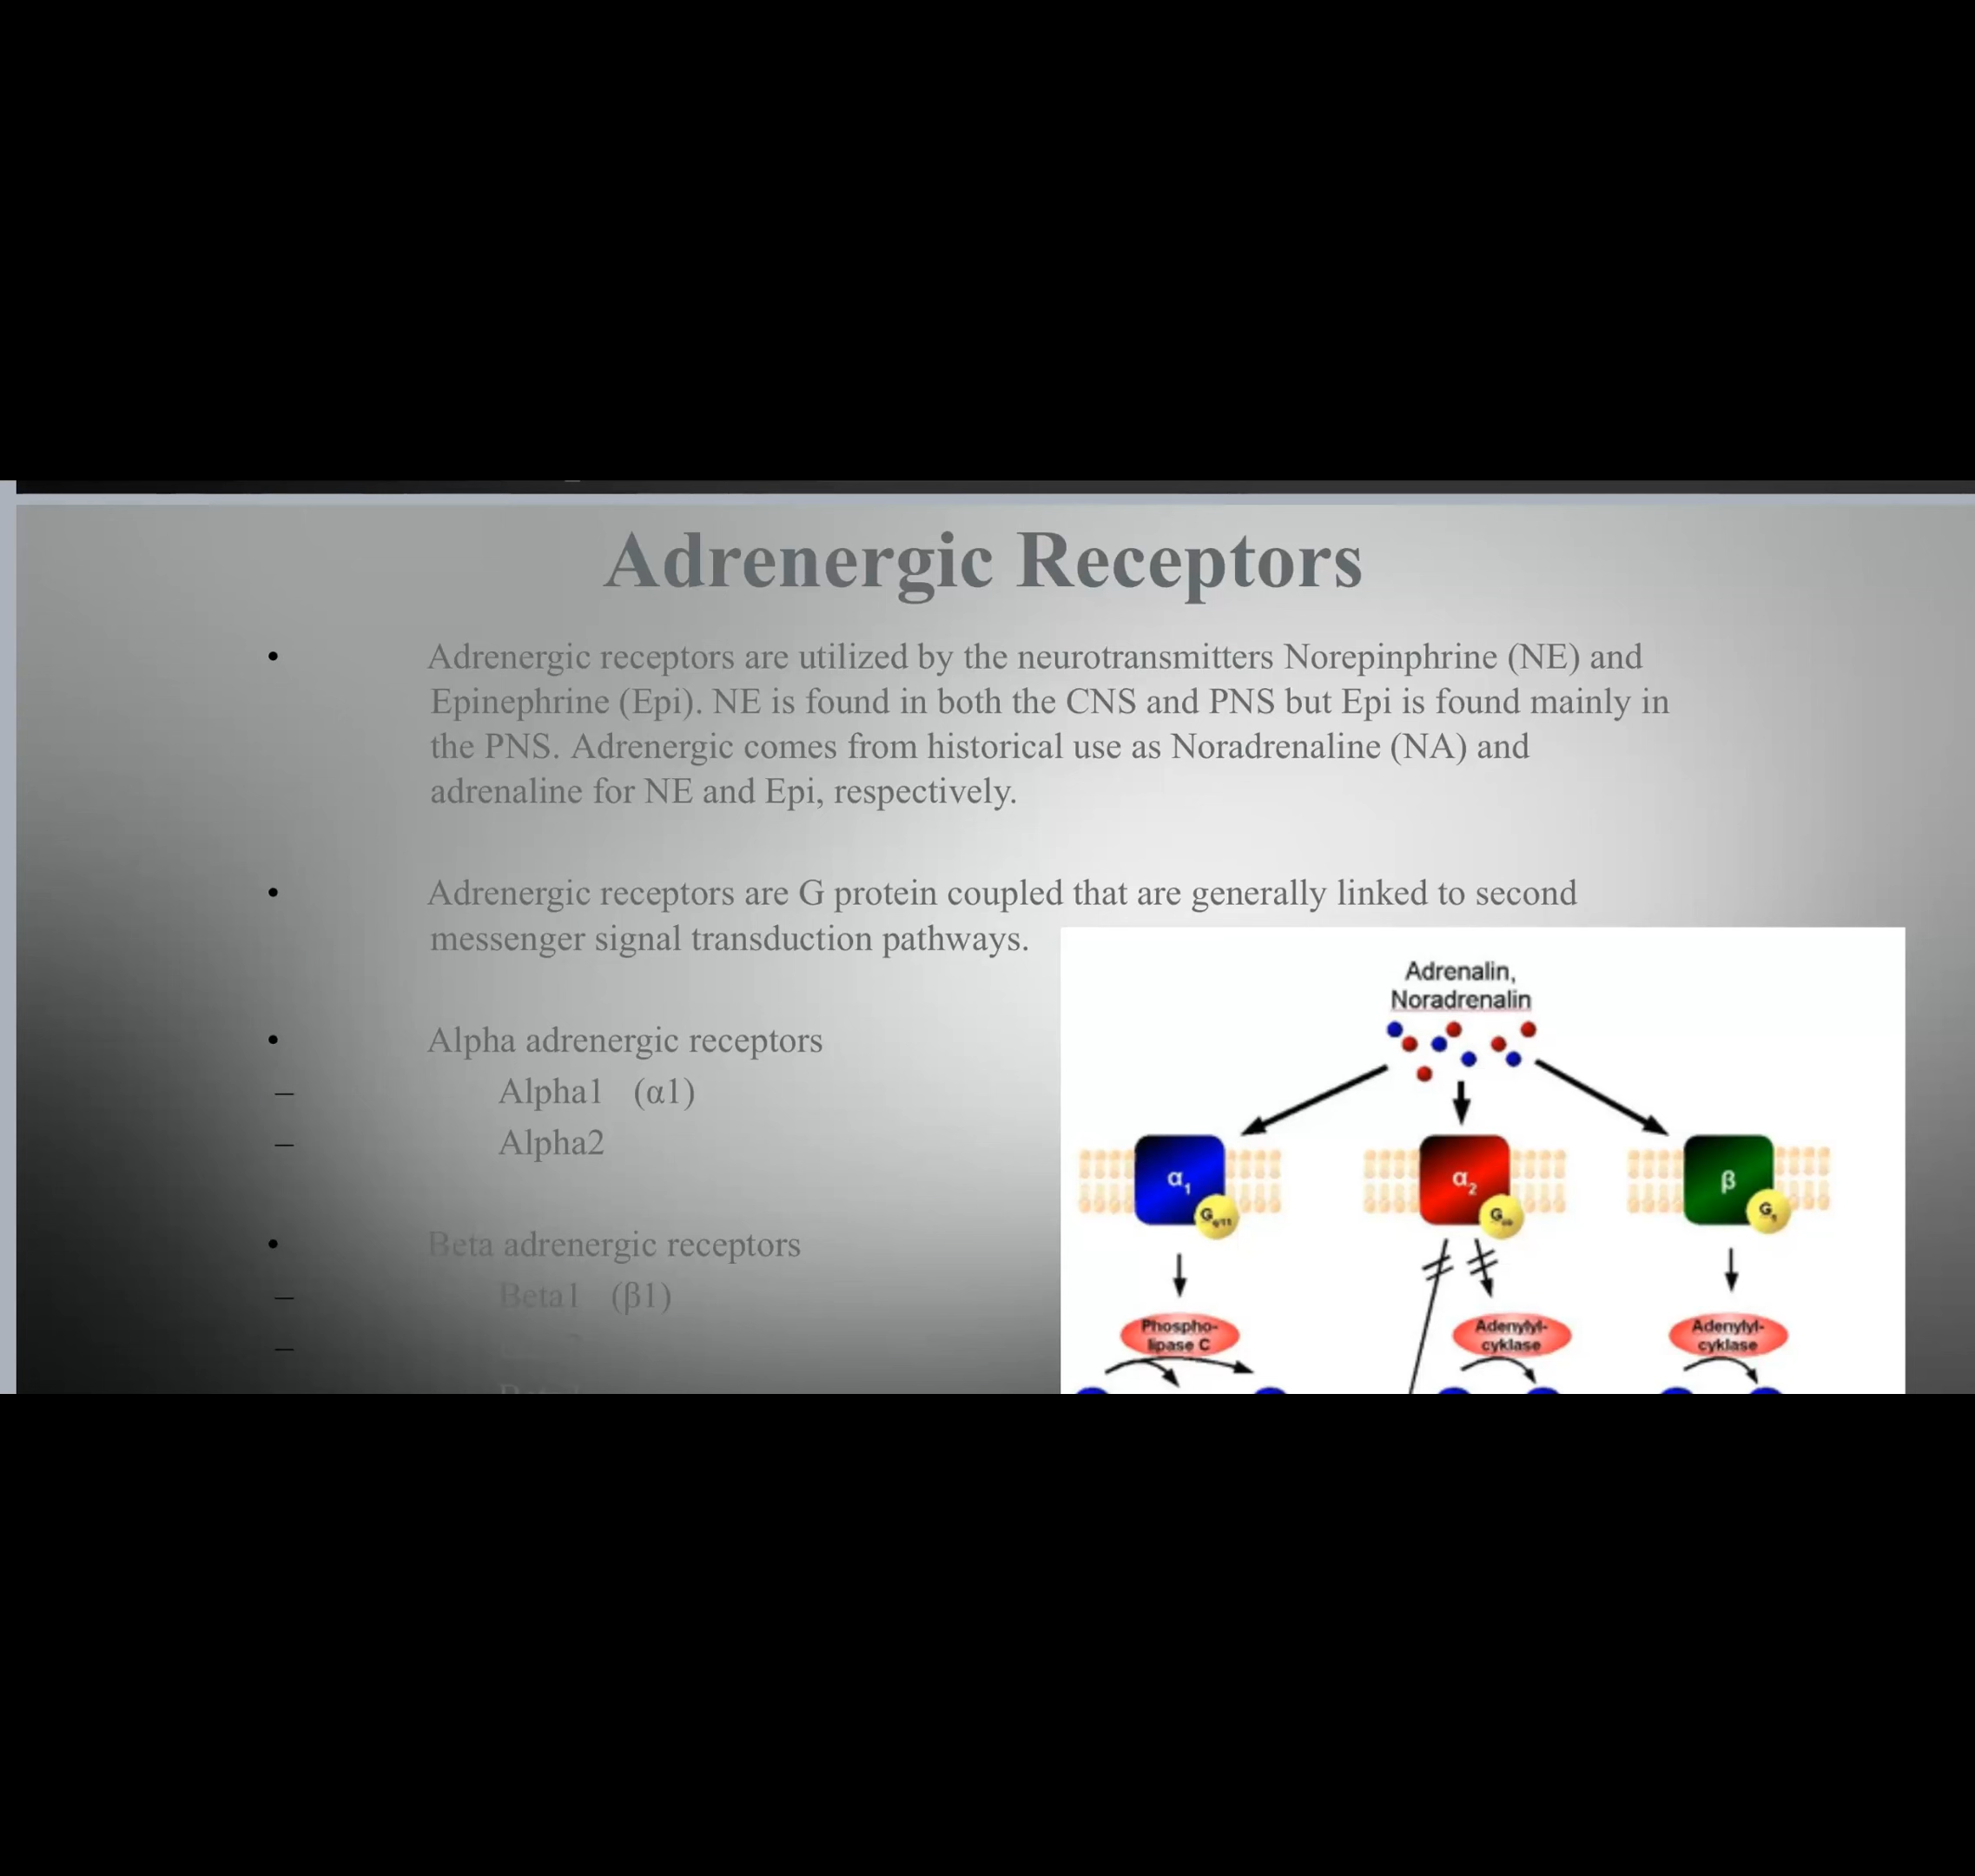 Adrenergic Receptors
• Adrenergic receptors are utilized by the neurotransmitters Norepinphrine (NE) and
Epinephrine (Epi). NE is found in both the CNS and PNS but Epi is found mainly in
the PNS. Adrenergic comes from historical use as Noradrenaline (NA) and
adrenaline for NE and Epi, respectively.
• Adrenergic receptors are G protein coupled that are generally linked to second
messenger signal transduction pathways.
• Alpha adrenergic receptors
– Alpha1 (α1)
– Alpha2
• Beta adrenergic receptors
– Beta1 (β1)
–
Adrenalin,
Noradrenalin
α1
α2
β
Phospho-
lipase C
Adenylyl-
cyklase
Adenylyl-
cyklase